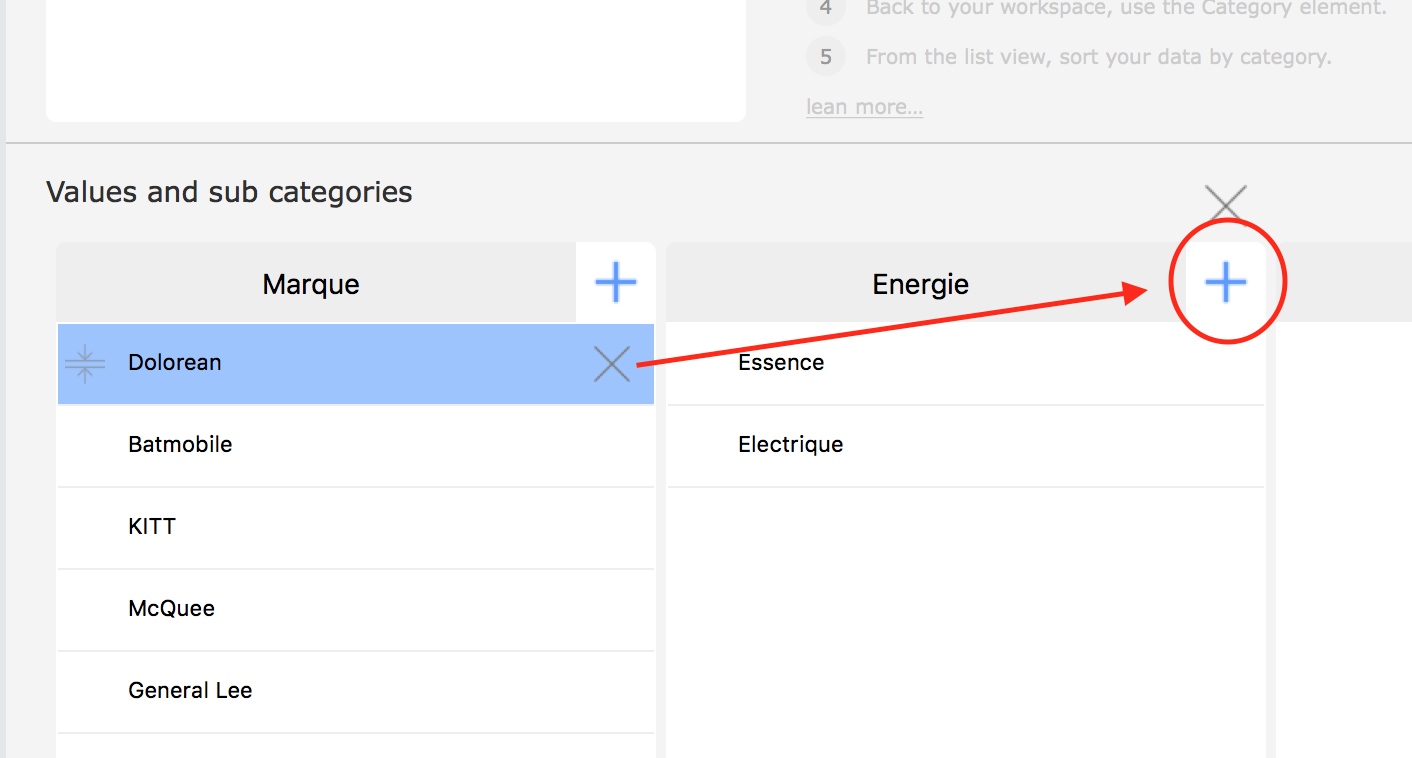 4 Back to your workspace, use the Category element.
5 From the list view, sort your data by category.
lean more...
Values and sub categories
Marque
Energie
Dolorean
Essence
Batmobile
Electrique
KITT
McQuee
General Lee